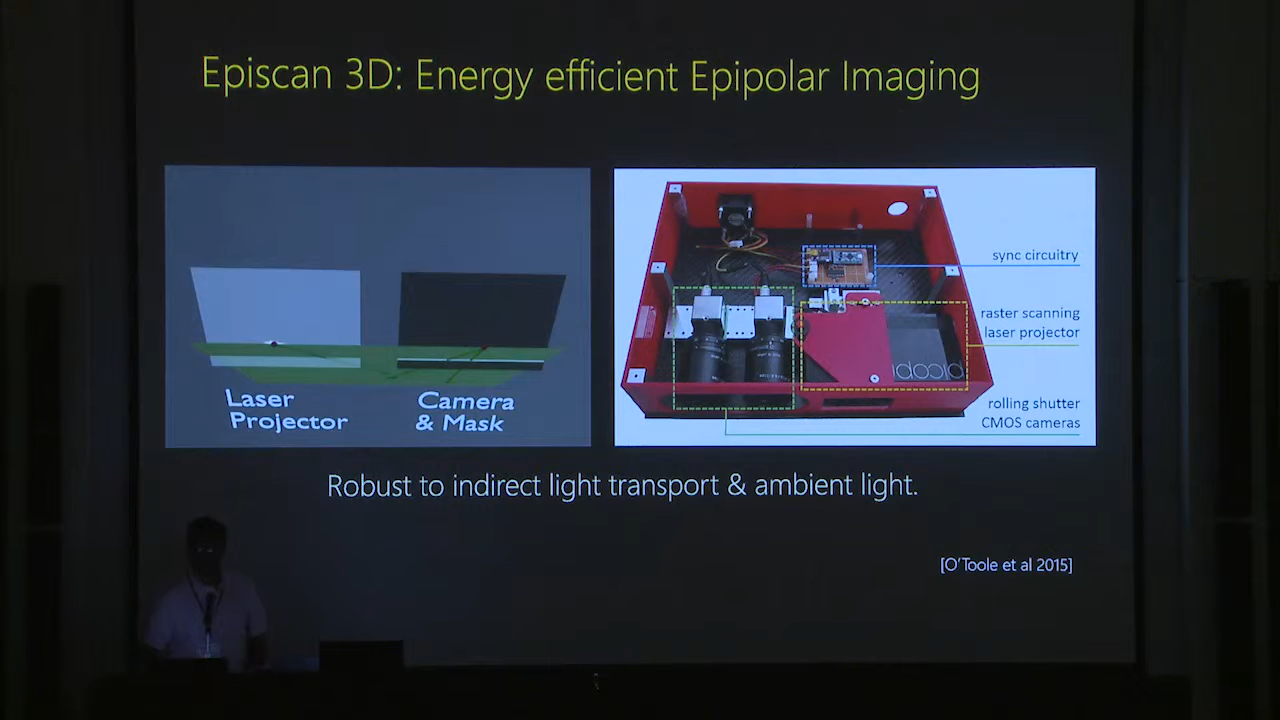 Episcan 3D: Energy efficient Epipolar Imaging
Laser
Projector
Camera
& Mask
sync circuitry
raster scanning
laser projector
rolling shutter
CMOS cameras
Robust to indirect light transport & ambient light.
[O'Toole et al 2015]